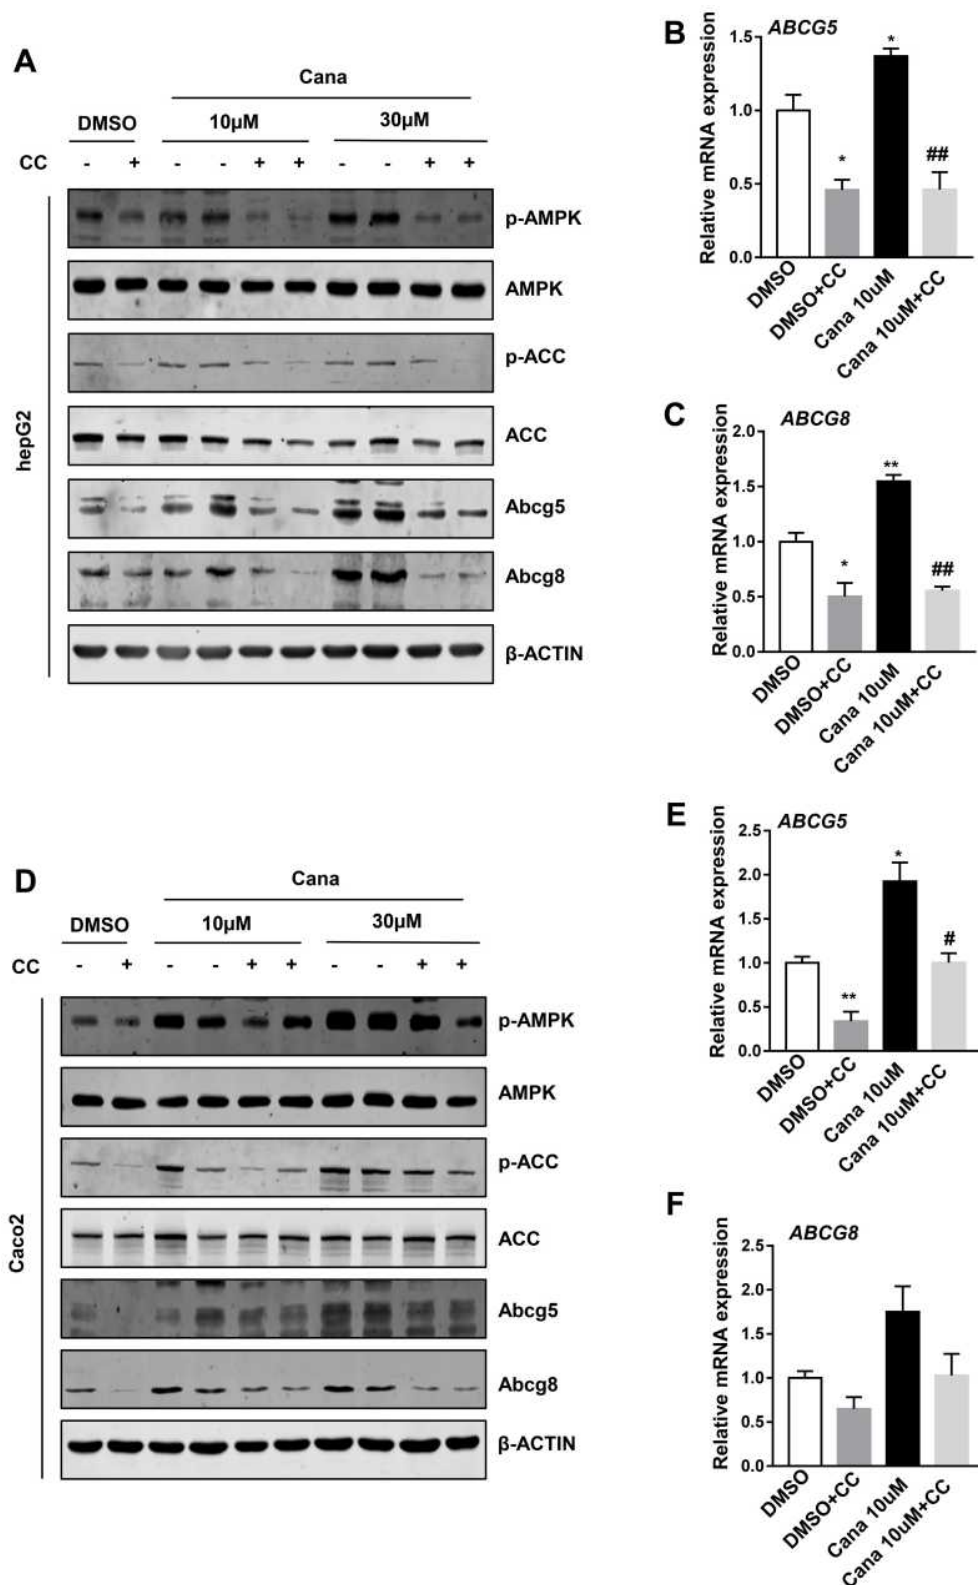 A
Cana
DMSO 10μM 30μM
CC - + - - + + - - + +
hepG2
p-AMPK
AMPK
p-ACC
ACC
Abcg5
Abcg8
β-ACTIN
B
ABCG5
Relative mRNA expression
1.5
1.0
0.5
0.0
* * ##
DMSO
DMSO+CC
Cana 10uM
Cana 10uM+CC
C
ABCG8
Relative mRNA expression
2.0
1.5
1.0
0.5
0.0
* ** ##
DMSO
DMSO+CC
Cana 10uM
Cana 10uM+CC
D
Cana
DMSO 10μM 30μM
CC - + - - + + - - + +
Caco2
p-AMPK
AMPK
p-ACC
ACC
Abcg5
Abcg8
β-ACTIN
E
ABCG5
Relative mRNA expression
2.5
2.0
1.5
1.0
0.5
0.0
** * #
DMSO
DMSO+CC
Cana 10uM
Cana 10uM+CC
F
ABCG8
Relative mRNA expression
2.5
2.0
1.5
1.0
0.5
0.0
DMSO
DMSO+CC
Cana 10uM
Cana 10uM+CC